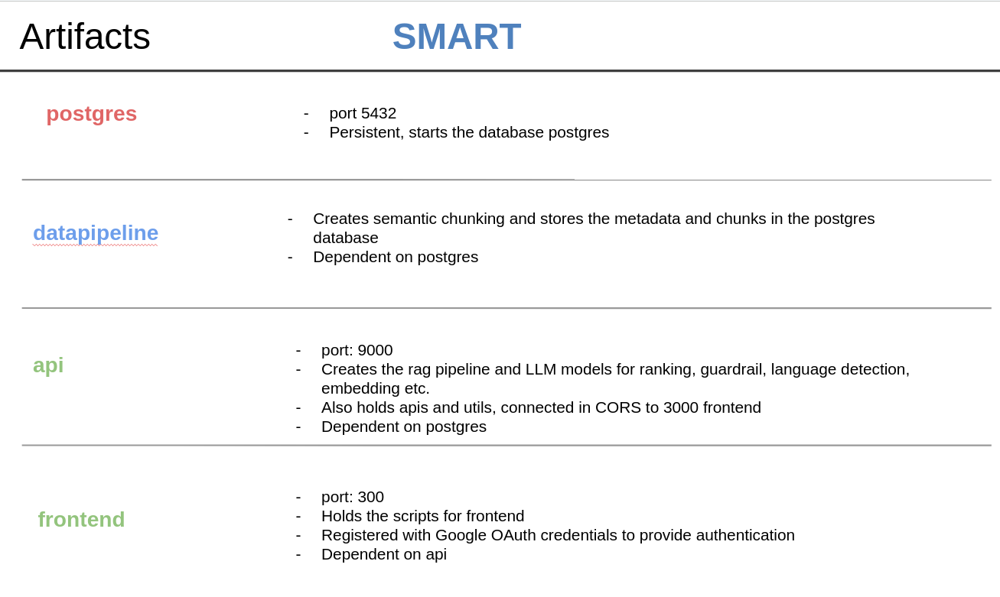 Artifacts SMART
postgres
- port 5432
- Persistent, starts the database postgres
datapipeline
- Creates semantic chunking and stores the metadata and chunks in the postgres
database
- Dependent on postgres
api
- port: 9000
- Creates the rag pipeline and LLM models for ranking, guardrail, language detection,
embedding etc.
- Also holds apis and utils, connected in CORS to 3000 frontend
- Dependent on postgres
frontend
- port: 300
- Holds the scripts for frontend
- Registered with Google OAuth credentials to provide authentication
- Dependent on api